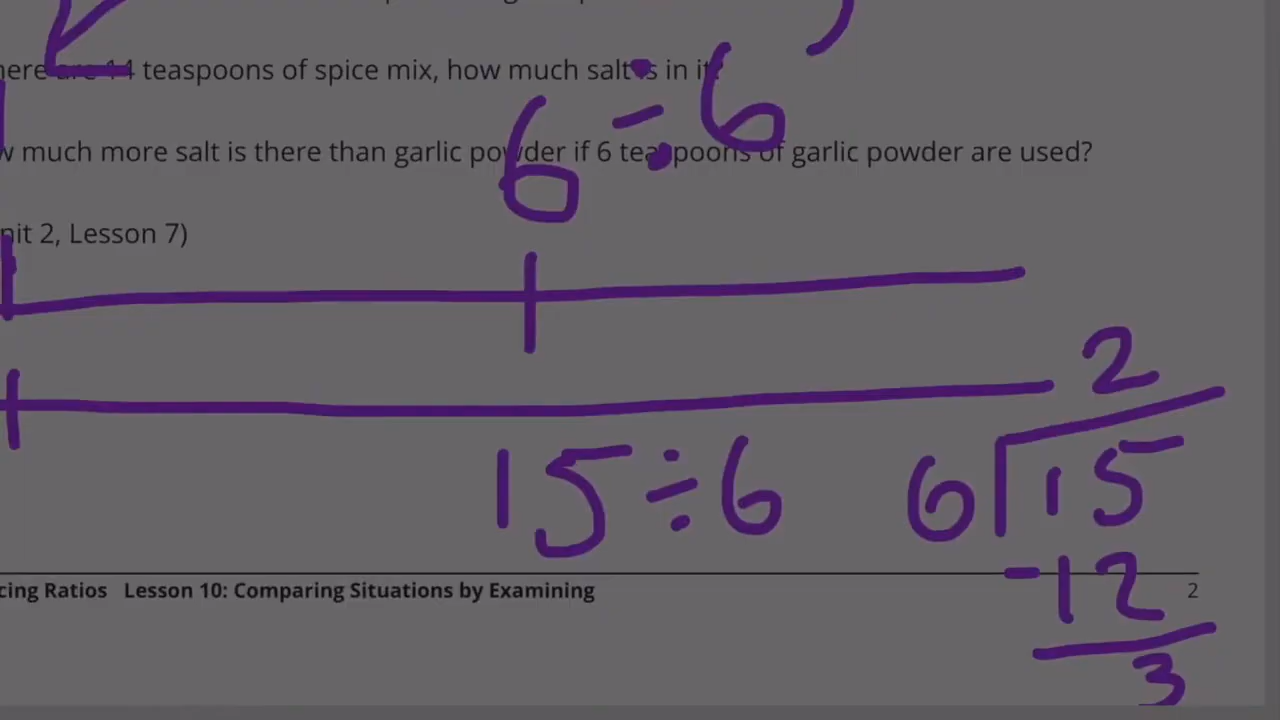 here are 14 teaspoons of spice mix, how much salt is in it?
6 ÷ 6
w much more salt is there than garlic powder if 6 teaspoons of garlic powder are used?
nit 2, Lesson 7)
2
15 ÷ 6 6 15
-12
3
cing Ratios Lesson 10: Comparing Situations by Examining 2